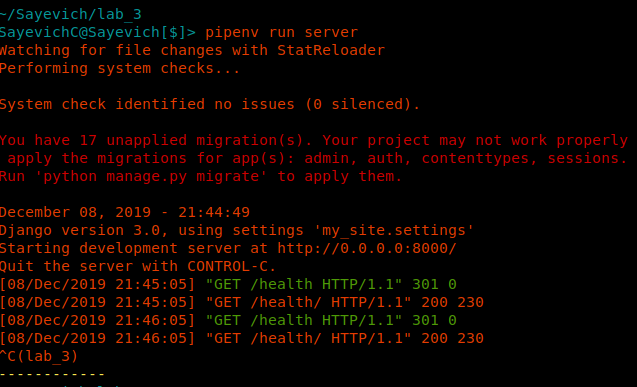 ~/Sayevich/lab_3
SayevichC@Sayevich[$]> pipenv run server
Watching for file changes with StatReloader
Performing system checks...
System check identified no issues (0 silenced).
You have 17 unapplied migration(s). Your project may not work properly
apply the migrations for app(s): admin, auth, contenttypes, sessions.
Run 'python manage.py migrate' to apply them.
December 08, 2019 - 21:44:49
Django version 3.0, using settings 'my_site.settings'
Starting development server at http://0.0.0.0:8000/
Quit the server with CONTROL-C.
[08/Dec/2019 21:45:05] "GET /health HTTP/1.1" 301 0
[08/Dec/2019 21:45:05] "GET /health/ HTTP/1.1" 200 230
[08/Dec/2019 21:46:05] "GET /health HTTP/1.1" 301 0
[08/Dec/2019 21:46:05] "GET /health/ HTTP/1.1" 200 230
^C(lab_3)
------------